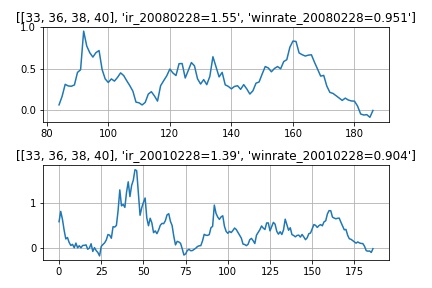 [[33, 36, 38, 40], 'ir_20080228=1.55', 'winrate_20080228=0.951']
1.0
0.5
0.0
80 100 120 140 160 180
[[33, 36, 38, 40], 'ir_20010228=1.39', 'winrate_20010228=0.904']
1
0
0 25 50 75 100 125 150 175